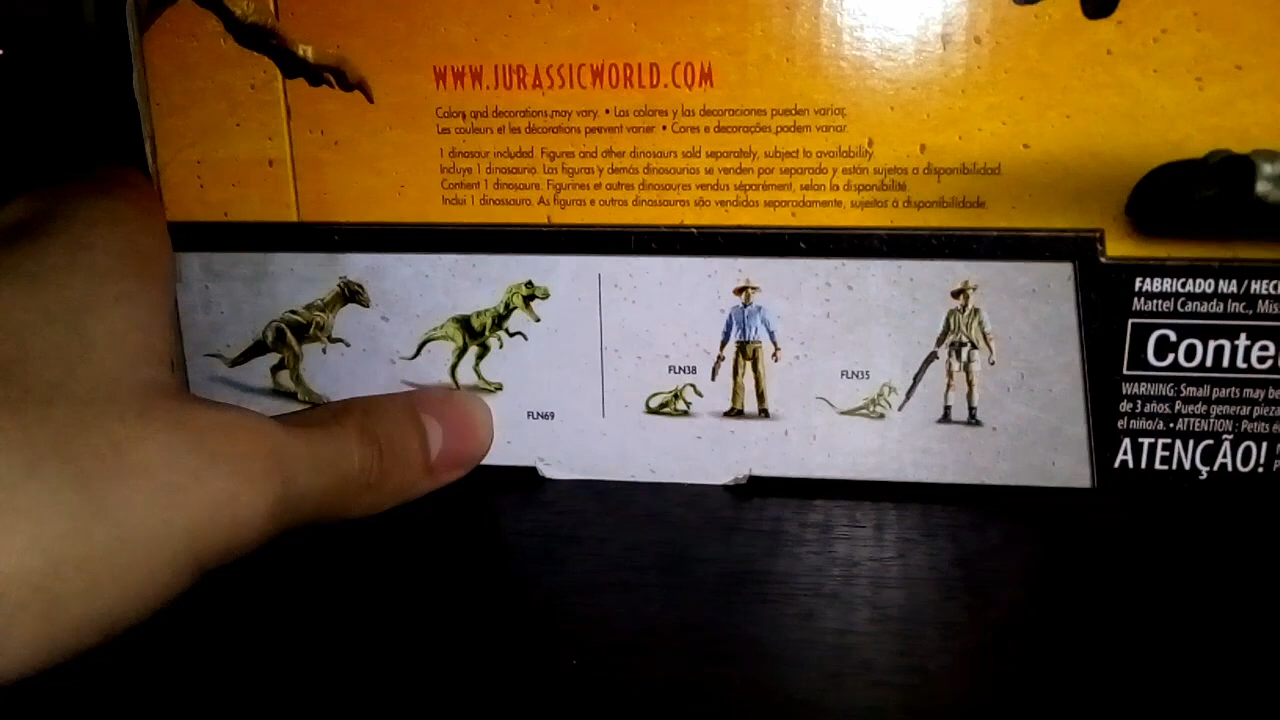 WWW.JURASSICWORLD.COM
Colors and decorations may vary. • Los colores y las decoraciones pueden variar.
Les couleurs et les décorations peuvent varier. • Cores e decorações podem variar.
1 dinosaur included. Figures and other dinosaurs sold separately, subject to availability.
Incluye 1 dinosaurio. Las figuras y demás dinosaurios se venden por separado y están sujetos a disponibilidad.
Contient 1 dinosaure. Figurines et autres dinosaures vendus séparément, selon la disponibilité.
Inclui 1 dinossauro. As figuras e outros dinossauros são vendidos separadamente, sujeitos à disponibilidade.
FLN69
FLN38
FLN35
FABRICADO NA / HEC
Mattel Canada Inc., Mis
Conte
WARNING: Small parts may be
de 3 años. Puede generar pieza
el niño/a. • ATTENTION : Petits é
ATENÇÃO!